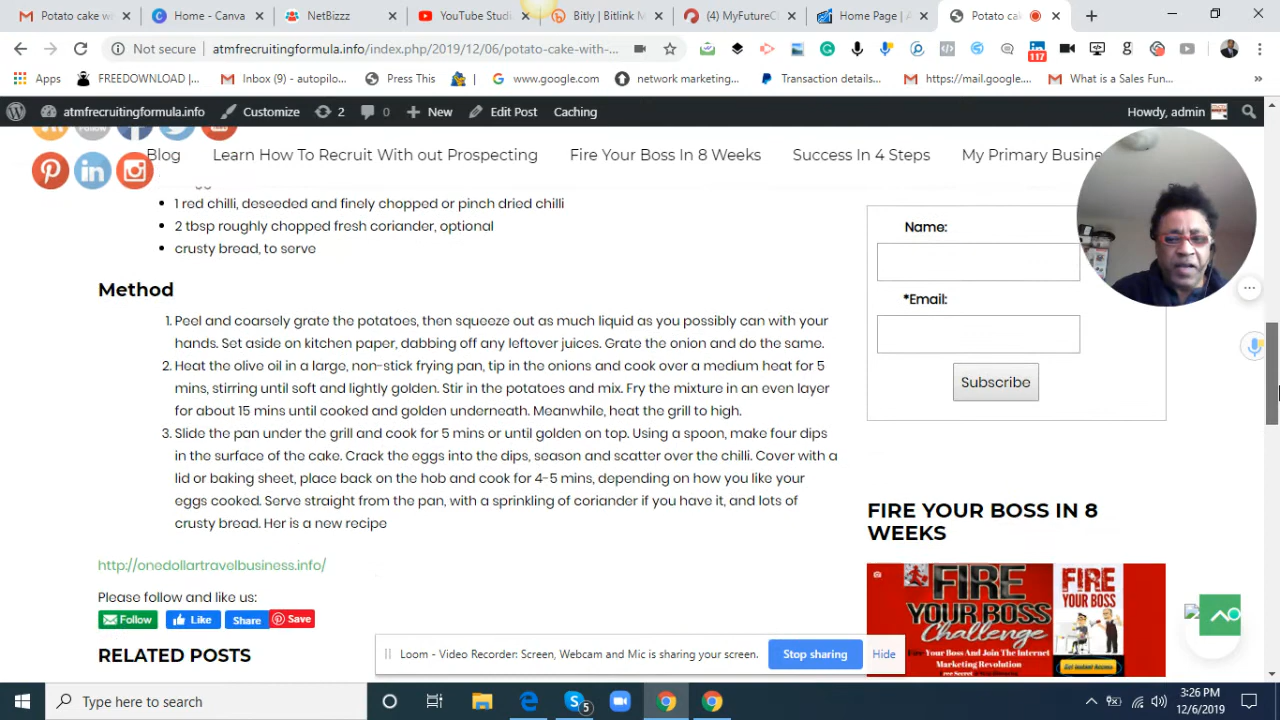 Potato cake w
Home - Canva
NetBizzz
YouTube Studi
Bitly | Bitlink M
(4) MyFutureCl
Home Page | A
Potato cak
Not secure
atmfrecruitingformula.info/index.php/2019/12/06/potato-cake-with-...
117
Apps
FREEDOWNLOAD |...
Inbox (9) - autopilo...
Press This
www.google.com
network marketing...
Transaction details...
https://mail.google....
What is a Sales Fun...
»
atmfrecruitingformula.info
Customize
2
0
New
Edit Post
Caching
Howdy, admin
Follow
Blog
Learn How To Recruit With out Prospecting
Fire Your Boss In 8 Weeks
Success In 4 Steps
My Primary Busine
1 red chilli, deseeded and finely chopped or pinch dried chilli
2 tbsp roughly chopped fresh coriander, optional
crusty bread, to serve
Method
1. Peel and coarsely grate the potatoes, then squeeze out as much liquid as you possibly can with your
hands. Set aside on kitchen paper, dabbing off any leftover juices. Grate the onion and do the same.
2. Heat the olive oil in a large, non-stick frying pan, tip in the onions and cook over a medium heat for 5
mins, stirring until soft and lightly golden. Stir in the potatoes and mix. Fry the mixture in an even layer
for about 15 mins until cooked and golden underneath. Meanwhile, heat the grill to high.
3. Slide the pan under the grill and cook for 5 mins or until golden on top. Using a spoon, make four dips
in the surface of the cake. Crack the eggs into the dips, season and scatter over the chilli. Cover with a
lid or baking sheet, place back on the hob and cook for 4-5 mins, depending on how you like your
eggs cooked. Serve straight from the pan, with a sprinkling of coriander if you have it, and lots of
crusty bread. Her is a new recipe
http://onedollartravelbusiness.info/
Please follow and like us:
Follow
Like
Share
Save
RELATED POSTS
Name:
*Email:
Subscribe
FIRE YOUR BOSS IN 8
WEEKS
FIRE
YOUR BOSS
Challenge
Fire Your Boss And Join The Internet
Marketing Revolution
FIRE
YOUR BOSS
Get Instant Access
Loom - Video Recorder: Screen, Webcam and Mic is sharing your screen.
Stop sharing
Hide
Type here to search
5
3:26 PM
12/6/2019